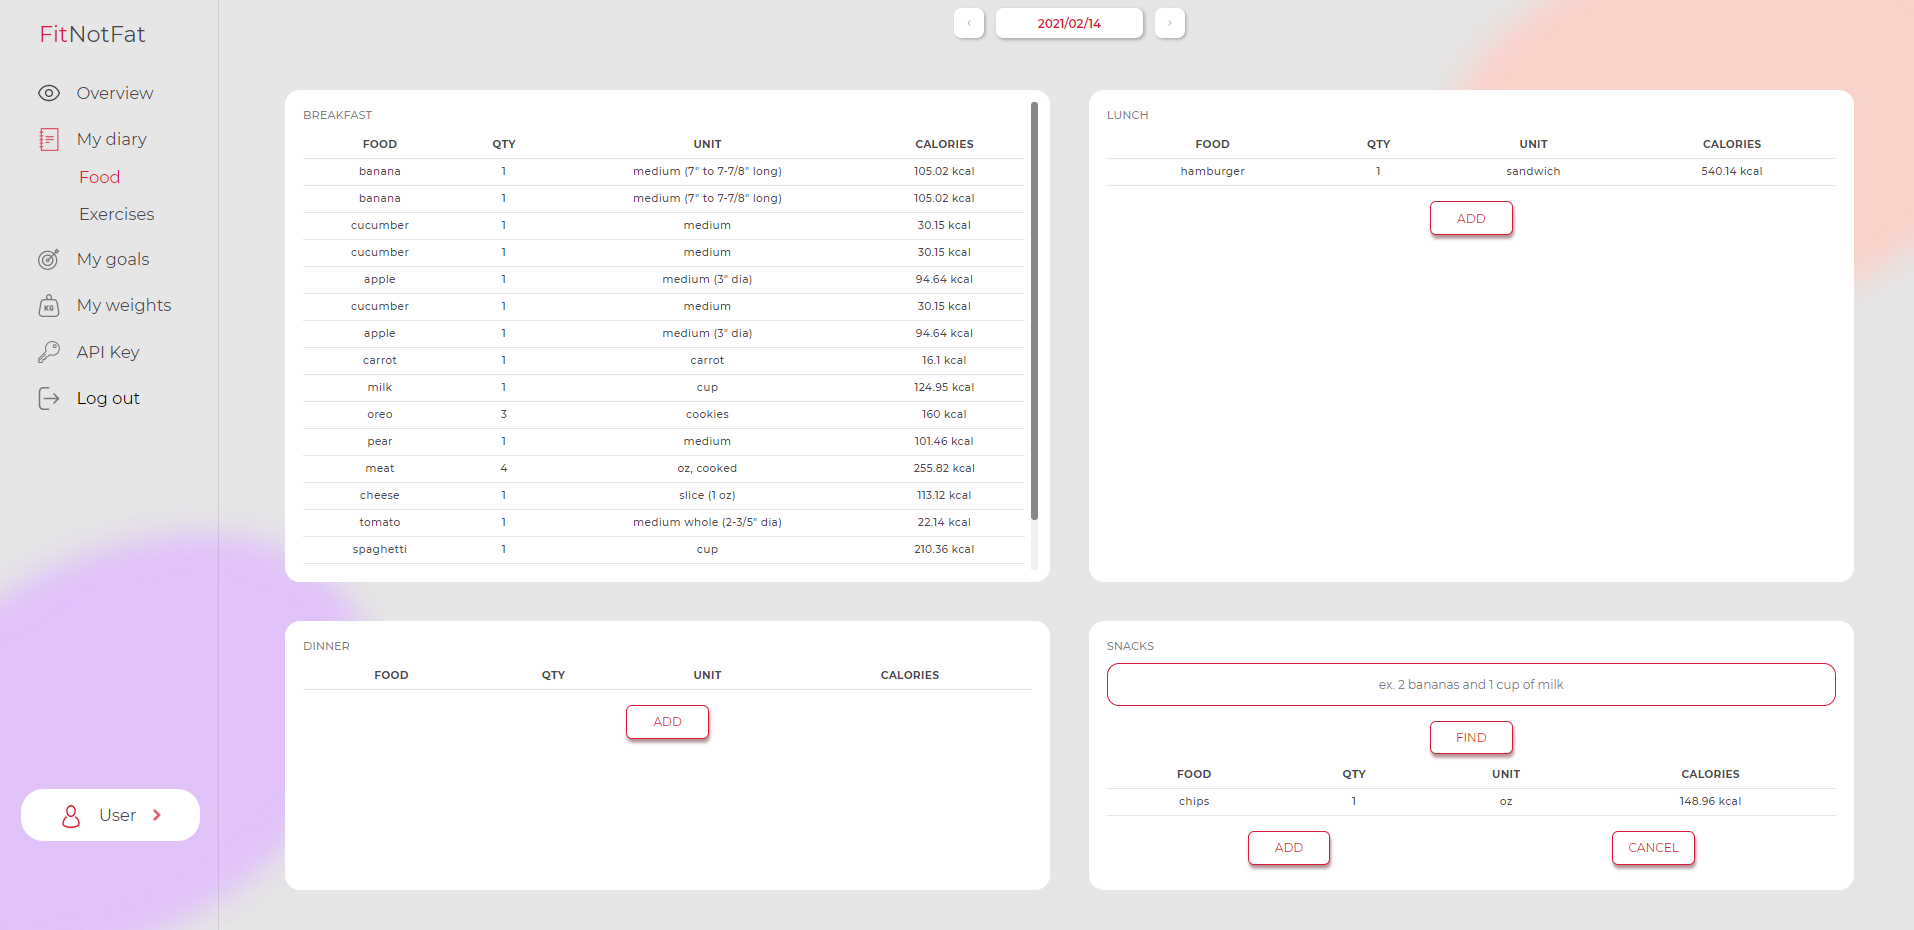 FitNotFat
Overview
My diary
Food
Exercises
My goals
KG
My weights
API Key
Log out
User
2021/02/14
BREAKFAST
FOOD QTY UNIT CALORIES
banana 1 medium (7" to 7-7/8" long) 105.02 kcal
banana 1 medium (7" to 7-7/8" long) 105.02 kcal
cucumber 1 medium 30.15 kcal
cucumber 1 medium 30.15 kcal
apple 1 medium (3" dia) 94.64 kcal
cucumber 1 medium 30.15 kcal
apple 1 medium (3" dia) 94.64 kcal
carrot 1 carrot 16.1 kcal
milk 1 cup 124.95 kcal
oreo 3 cookies 160 kcal
pear 1 medium 101.46 kcal
meat 4 oz, cooked 255.82 kcal
cheese 1 slice (1 oz) 113.12 kcal
tomato 1 medium whole (2-3/5" dia) 22.14 kcal
spaghetti 1 cup 210.36 kcal
LUNCH
FOOD QTY UNIT CALORIES
hamburger 1 sandwich 540.14 kcal
ADD
DINNER
FOOD QTY UNIT CALORIES
ADD
SNACKS
ex. 2 bananas and 1 cup of milk
FIND
FOOD QTY UNIT CALORIES
chips 1 oz 148.96 kcal
ADD CANCEL